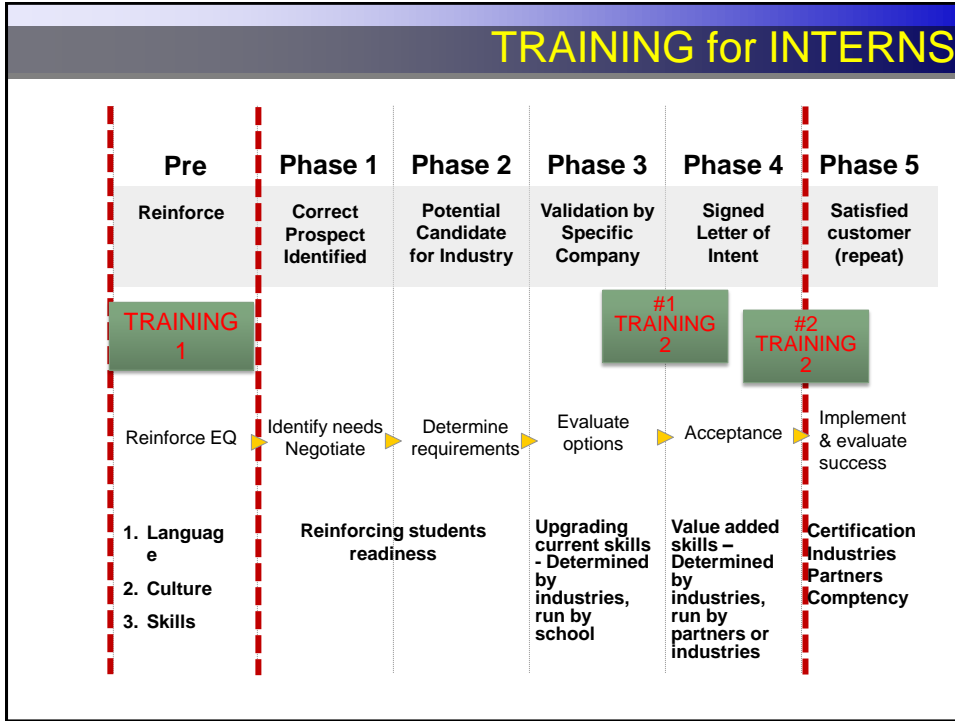 TRAINING for INTERNS
Pre
Phase 1
Phase 2
Phase 3
Phase 4
Phase 5
Reinforce
Correct
Prospect
Identified
Potential
Candidate
for Industry
Validation by
Specific
Company
Signed
Letter of
Intent
Satisfied
customer
(repeat)
TRAINING
1
#1
TRAINING
2
#2
TRAINING
2
Reinforce EQ
Identify needs
Negotiate
Determine
requirements
Evaluate
options
Acceptance
Implement
& evaluate
success
1. Languag
e
2. Culture
3. Skills
Reinforcing students
readiness
Upgrading
current skills
- Determined
by
industries,
run by
school
Value added
skills –
Determined
by
industries,
run by
partners or
industries
Certification
Industries
Partners
Comptency